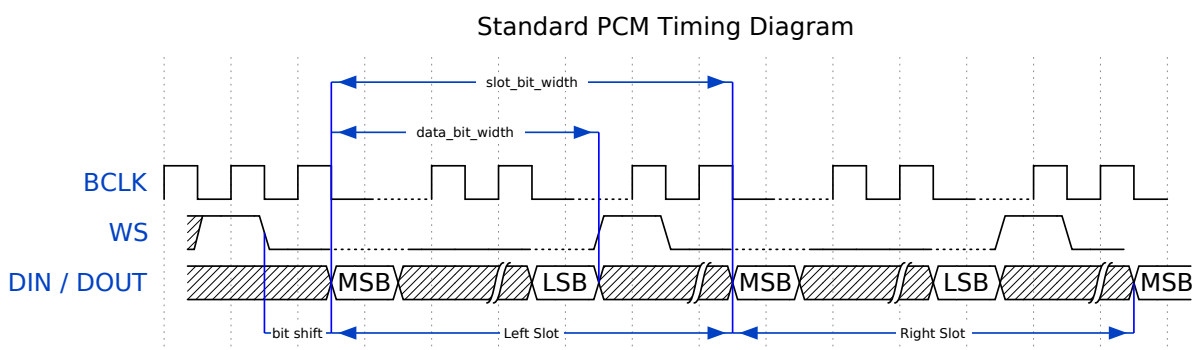 Standard PCM Timing Diagram
slot_bit_width
data_bit_width
BCLK
WS
DIN / DOUT
MSB
LSB
MSB
LSB
MSB
bit shift
Left Slot
Right Slot